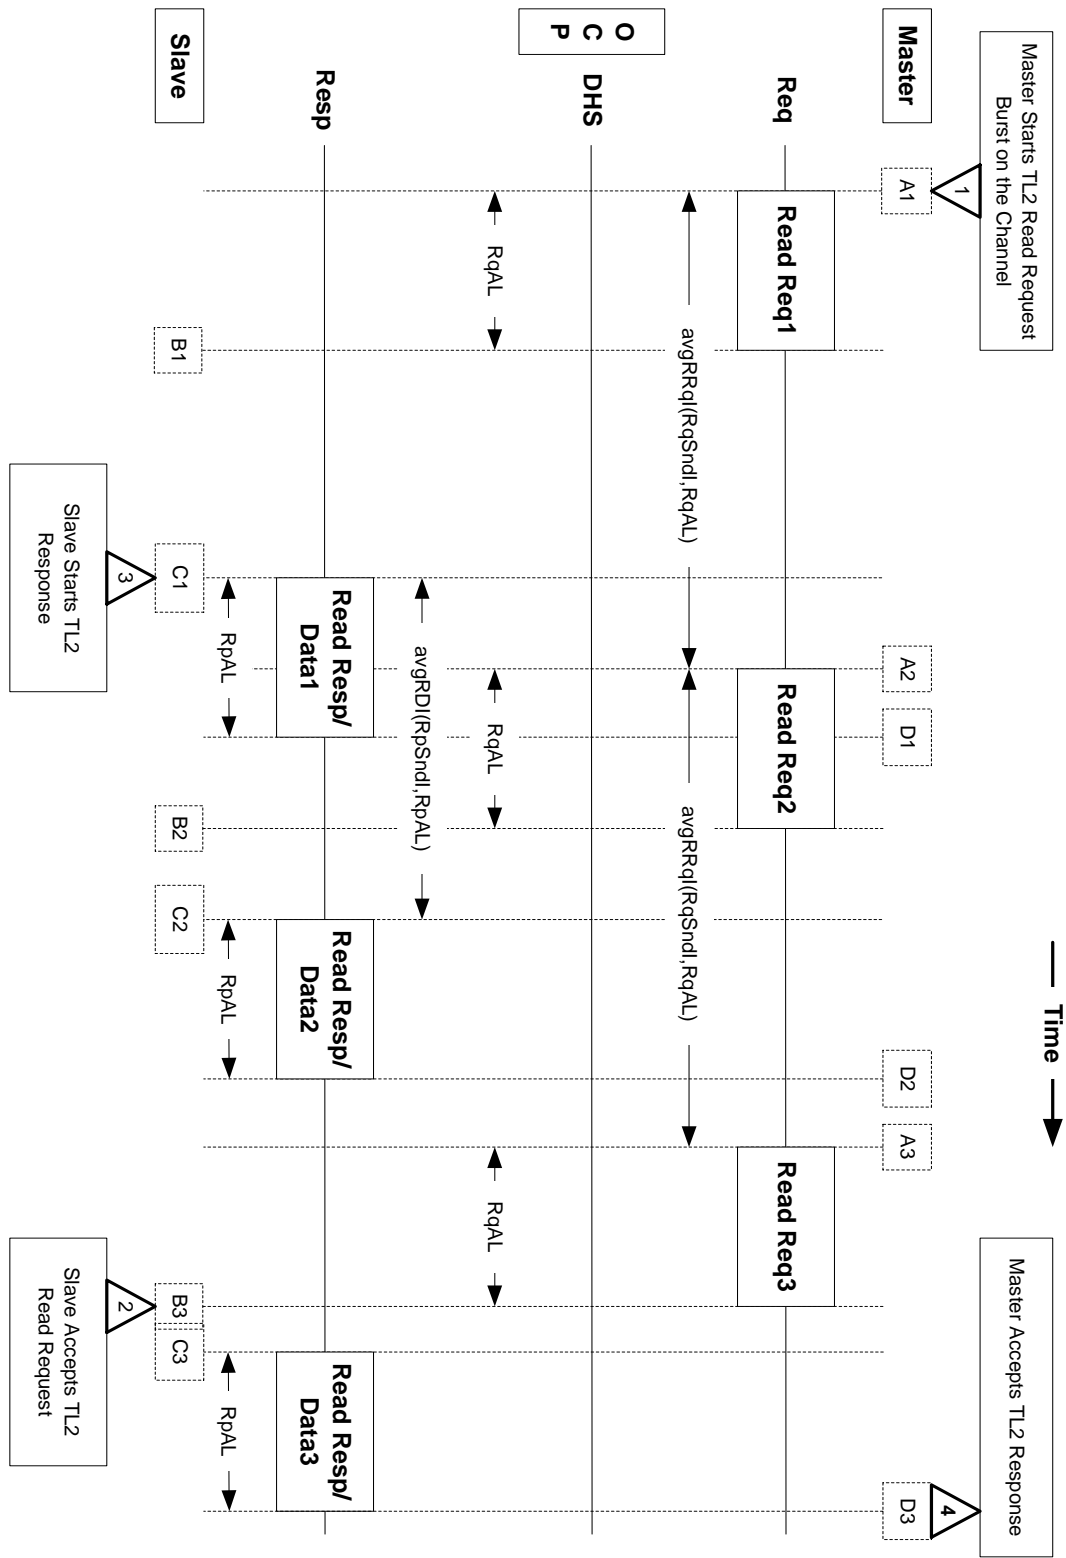 Master Starts TL2 Read Request
Burst on the Channel
Time
Master Accepts TL2 Response
1
4
Master
A1
A2
D1
D2
A3
D3
Req
Read Req1
Read Req2
Read Req3
avgRRqI(RqSndI,RqAL)
avgRRqI(RqSndI,RqAL)
O
C
P
DHS
RqAL
RqAL
RqAL
avgRDI(RpSndI,RpAL)
Resp
Read Resp/
Data1
Read Resp/
Data2
Read Resp/
Data3
RpAL
RpAL
RpAL
Slave
B1
C1
B2
C2
B3
C3
3
2
Slave Starts TL2
Response
Slave Accepts TL2
Read Request